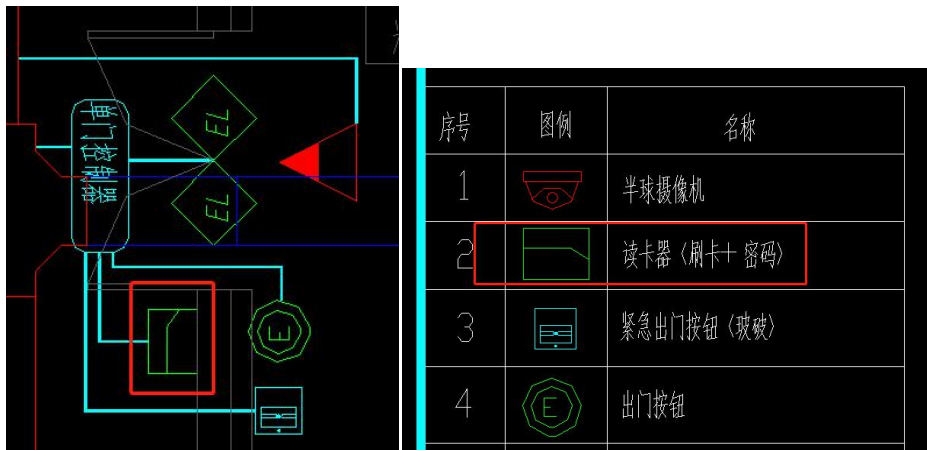 单门控制器
EL
EL
E
序号 图例 名称
1 半球摄像机
2 读卡器〈刷卡＋密码〉
3 紧急出门按钮〈玻破〉
4 E 出门按钮